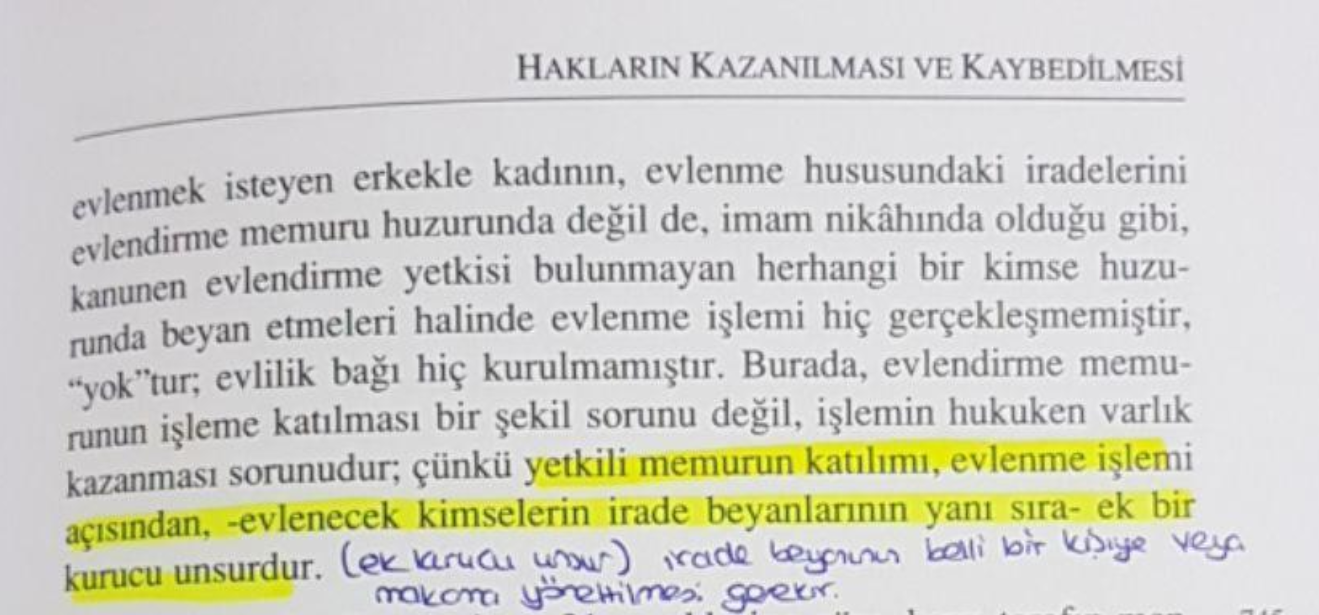 HAKLARIN KAZANILMASI VE KAYBEDİLMESİ
evlenmek isteyen erkekle kadının, evlenme hususundaki iradelerini
evlendirme memuru huzurunda değil de, imam nikâhında olduğu gibi,
kanunen evlendirme yetkisi bulunmayan herhangi bir kimse huzu-
runda beyan etmeleri halinde evlenme işlemi hiç gerçekleşmemiştir,
“yok”tur; evlilik bağı hiç kurulmamıştır. Burada, evlendirme memu-
runun işleme katılması bir şekil sorunu değil, işlemin hukuken varlık
kazanması sorunudur; çünkü yetkili memurun katılımı, evlenme işlemi
açısından, -evlenecek kimselerin irade beyanlarının yanı sıra- ek bir
kurucu unsurdur. (ek kurucu unsur) irade beyanının belli bir kişiye veya
makama yöneltilmesi gerekir.